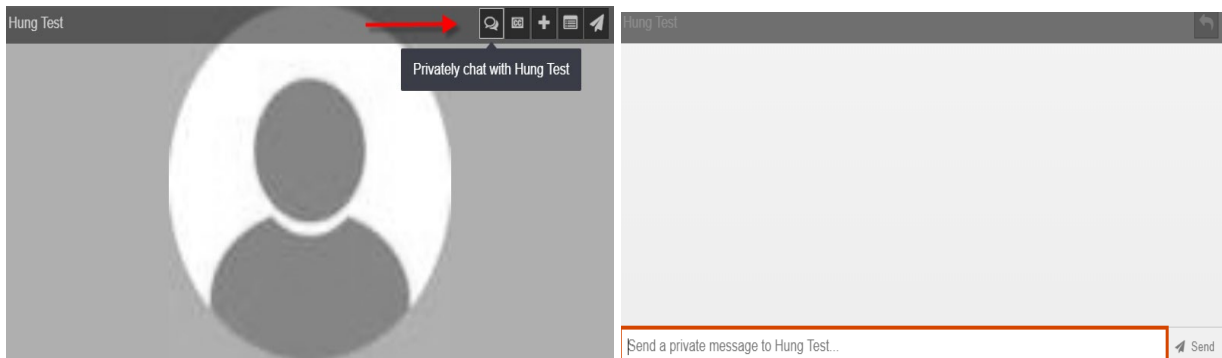 Hung Test
Privately chat with Hung Test
Hung Test
Send a private message to Hung Test...
Send